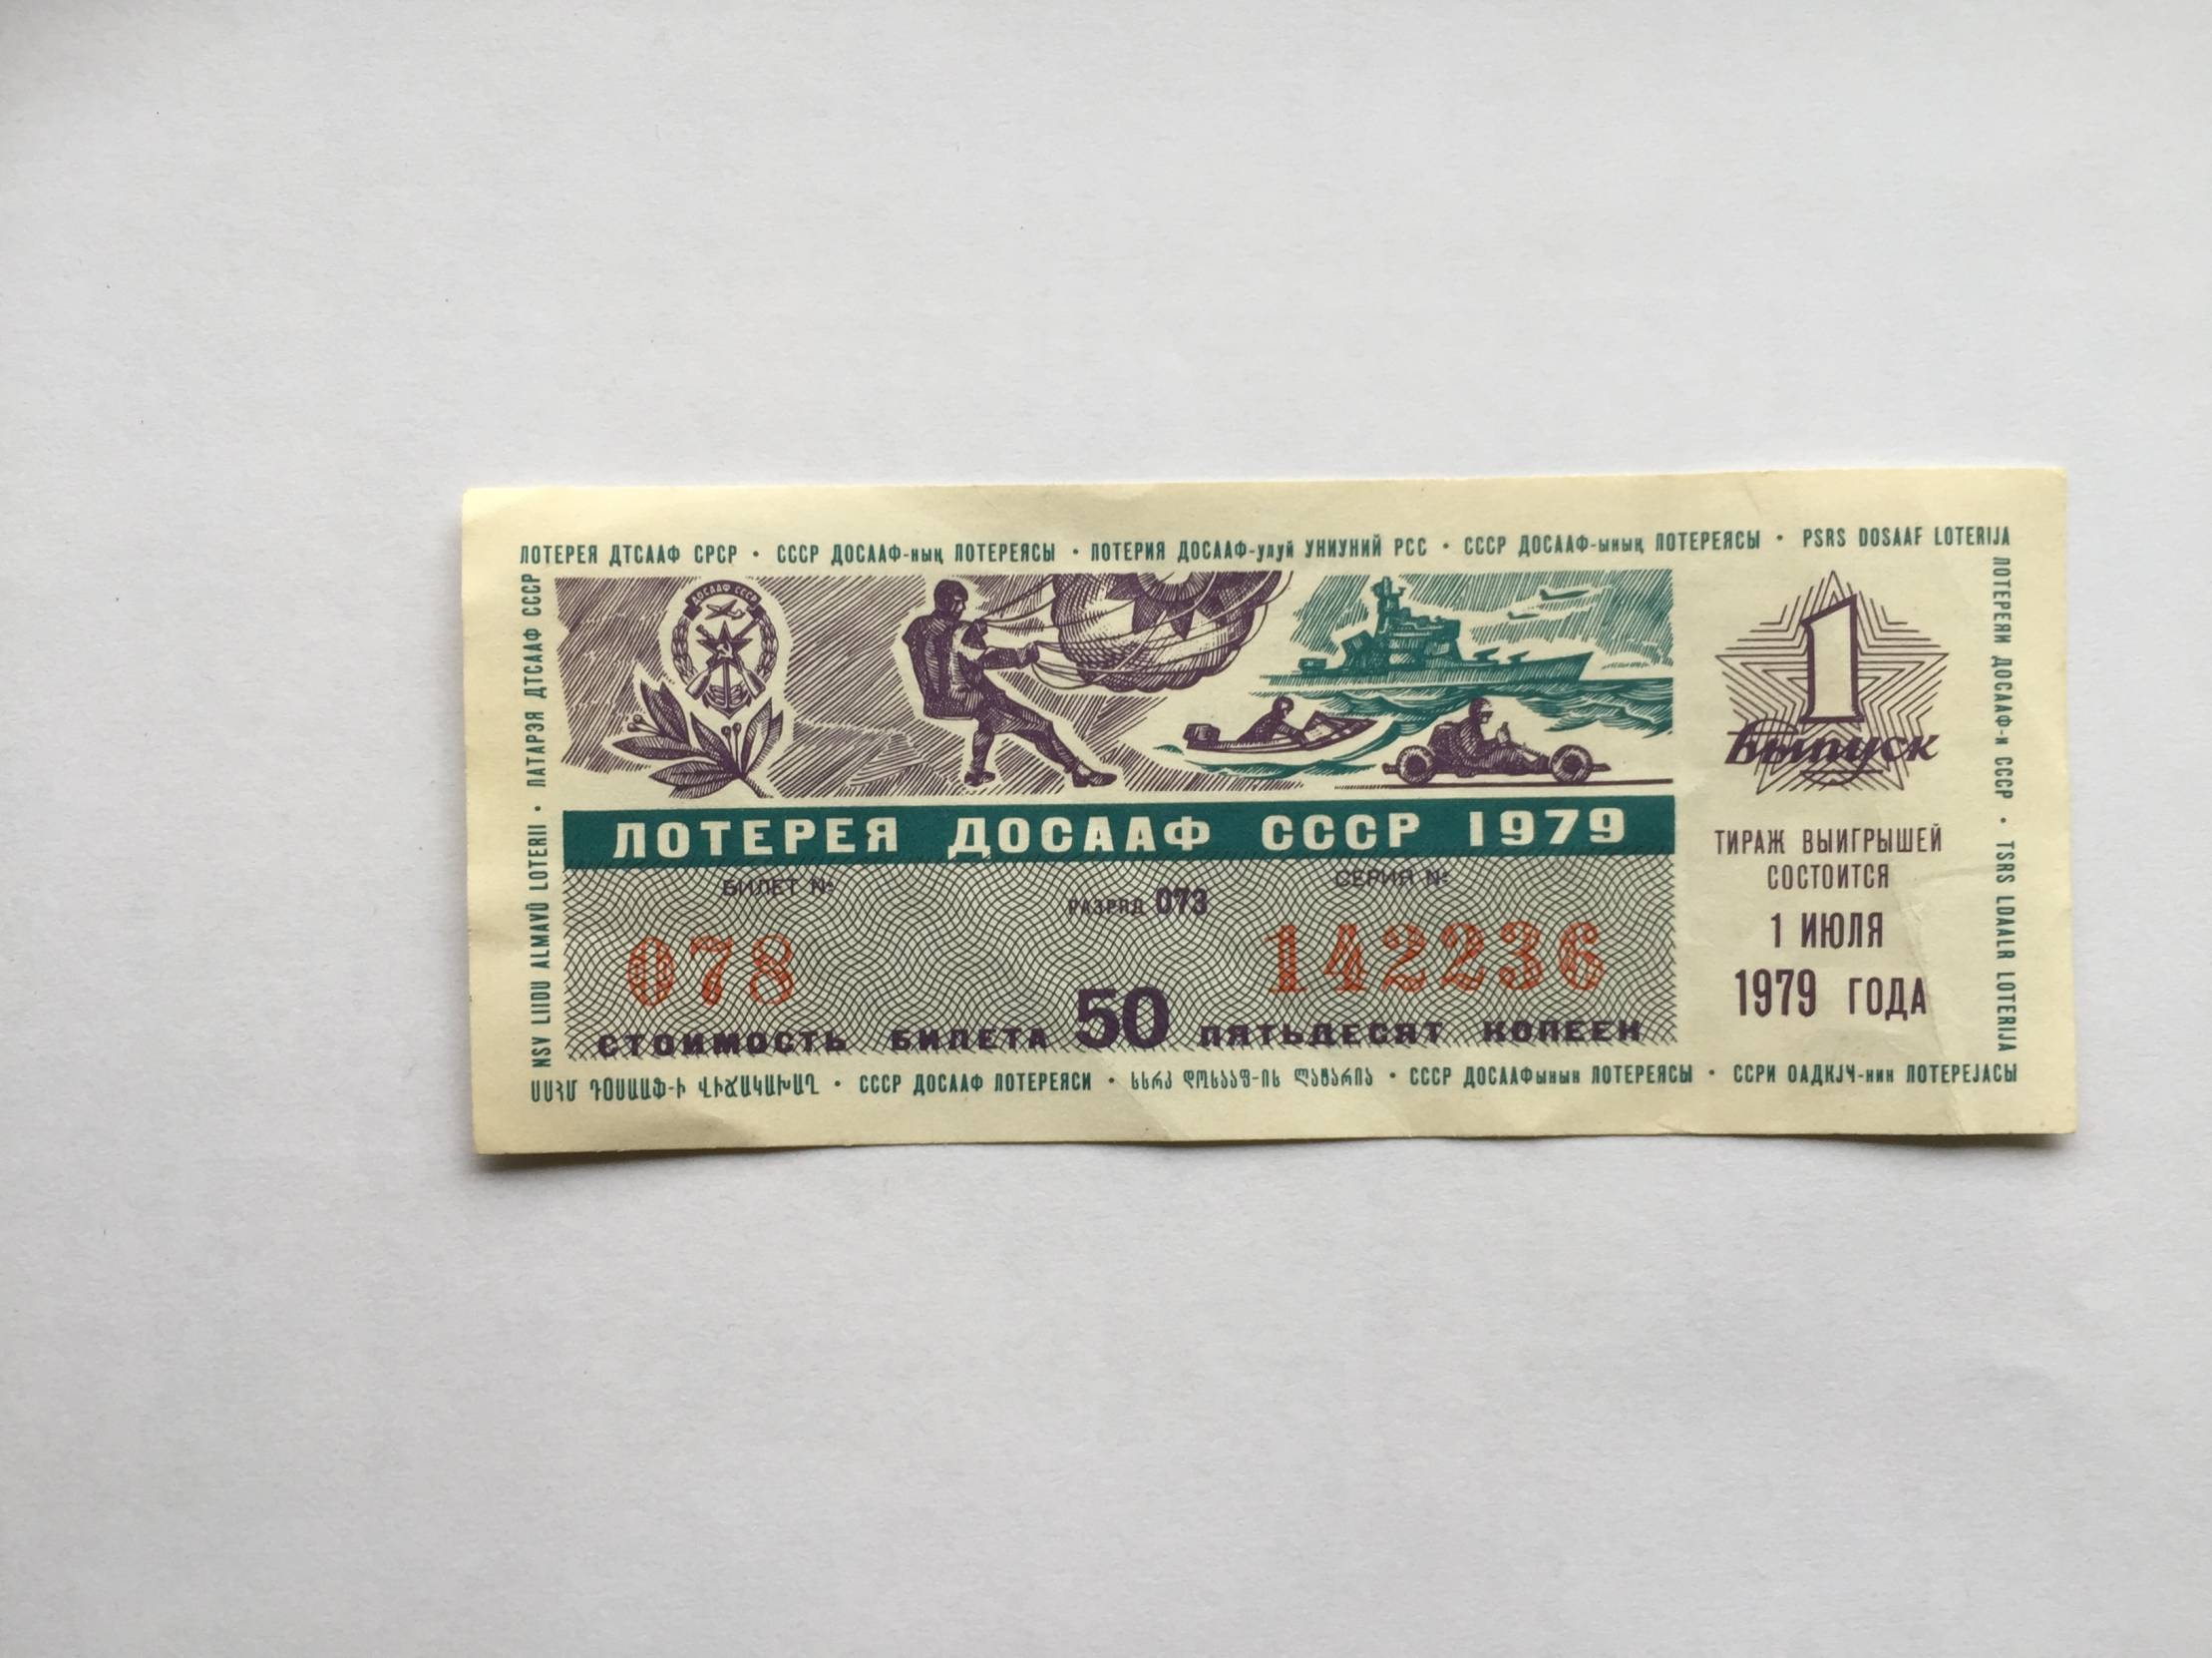 ЛОТЕРЕЯ ДТСААФ СРСР • СССР ДОСААФ-ның ЛОТЕРЕЯСЫ • ЛОТЕРИЯ ДОСААФ-улуй УНИУНИЙ РСС • СССР ДОСААФ-ының ЛОТЕРЕЯСЫ • PSRS DOSAAF LOTERIJA
NSV LIIDU ALMAVÜ LOTERII • ЛАТАРЭЯ ДТСААФ СССР
ДОСААФ СССР
1
Выпуск
ЛОТЕРЕЯ ДОСААФ СССР 1979
БИЛЕТ №
РАЗРЯД 073
СЕРИЯ №
078
142236
СТОИМОСТЬ БИЛЕТА 50 ПЯТЬДЕСЯТ КОПЕЕК
ТИРАЖ ВЫИГРЫШЕЙ
СОСТОИТСЯ
1 ИЮЛЯ
1979 ГОДА
ЛОТЕРЕЯИ ДОСААФ-и СССР • TSRS LDAALR LOTERIJA
ՍՍՀՄ ԴՕՍԱԱՖ-Ի ՎԻՃԱԿԱԽԱՂ • СССР ДОСААФ ЛОТЕРЕЯСИ • სსრკ დოსააფ-ის ლატარია • СССР ДОСААФынын ЛОТЕРЕЯСЫ • ССРИ ОАДКЈЧ-нин ЛОТЕРЕЈАСЫ